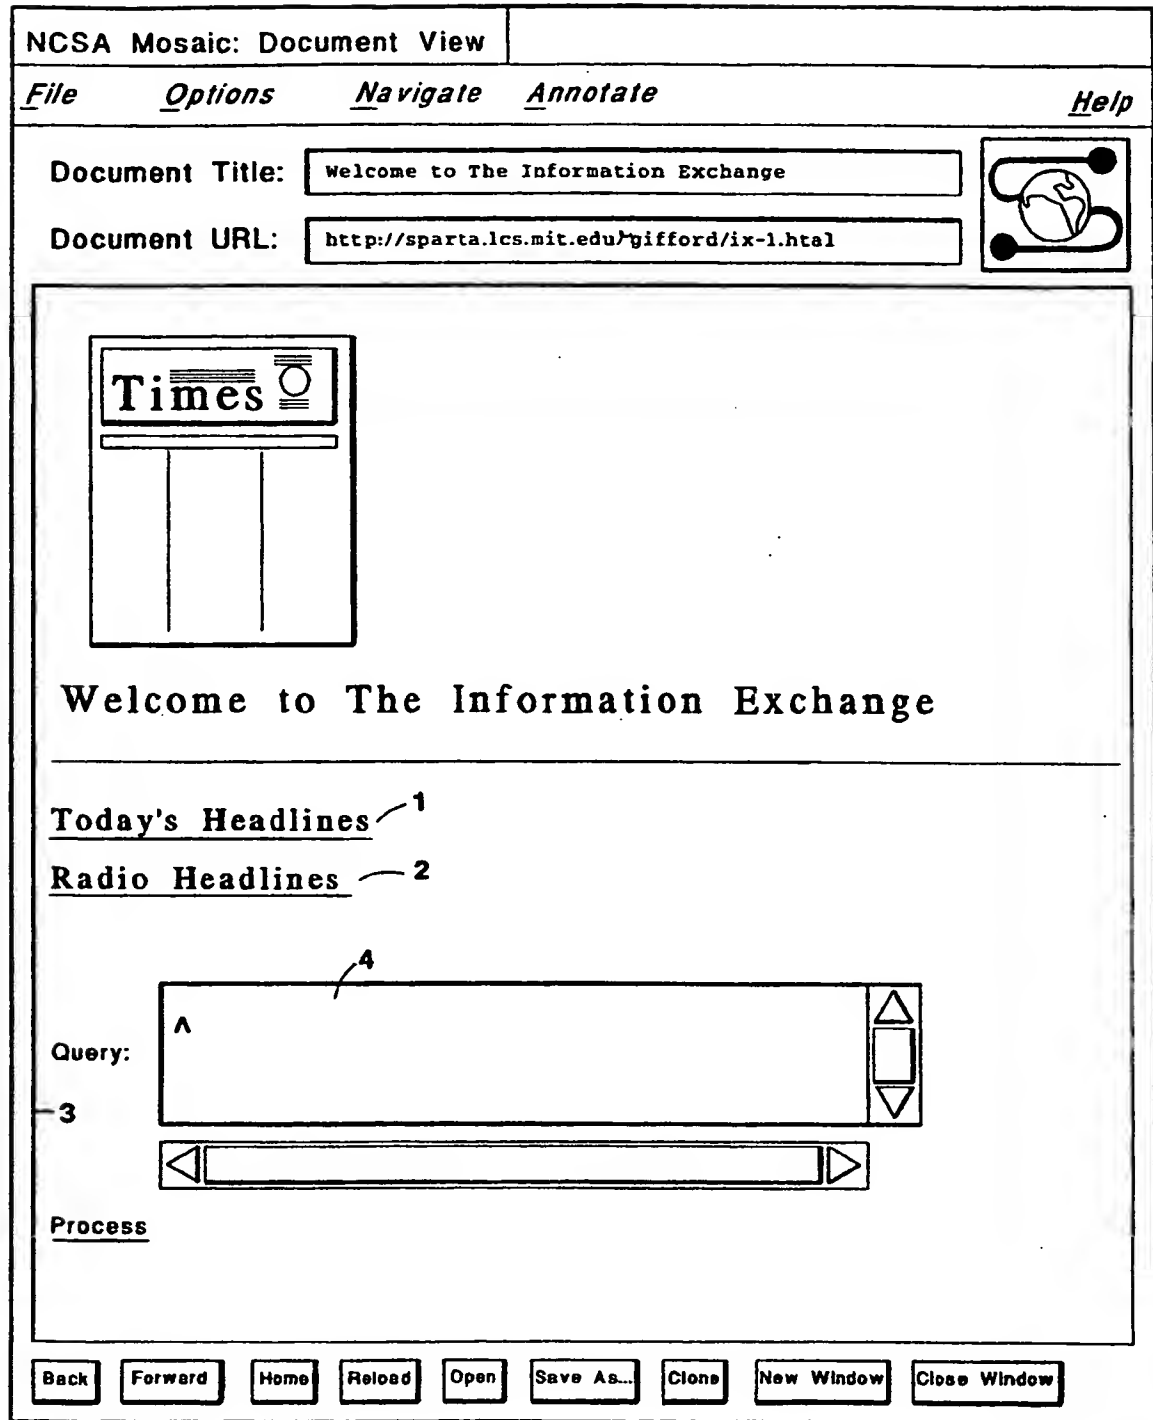 NCSA Mosaic: Document View
File Options Navigate Annotate Help
Document Title: Welcome to The Information Exchange
Document URL: http://sparta.lcs.mit.edu/~gifford/ix-1.htal
Times
Welcome to The Information Exchange
Today's Headlines 1
Radio Headlines 2
4
^
Query:
3
Process
Back Forward Home Reload Open Save As... Clone New Window Close Window